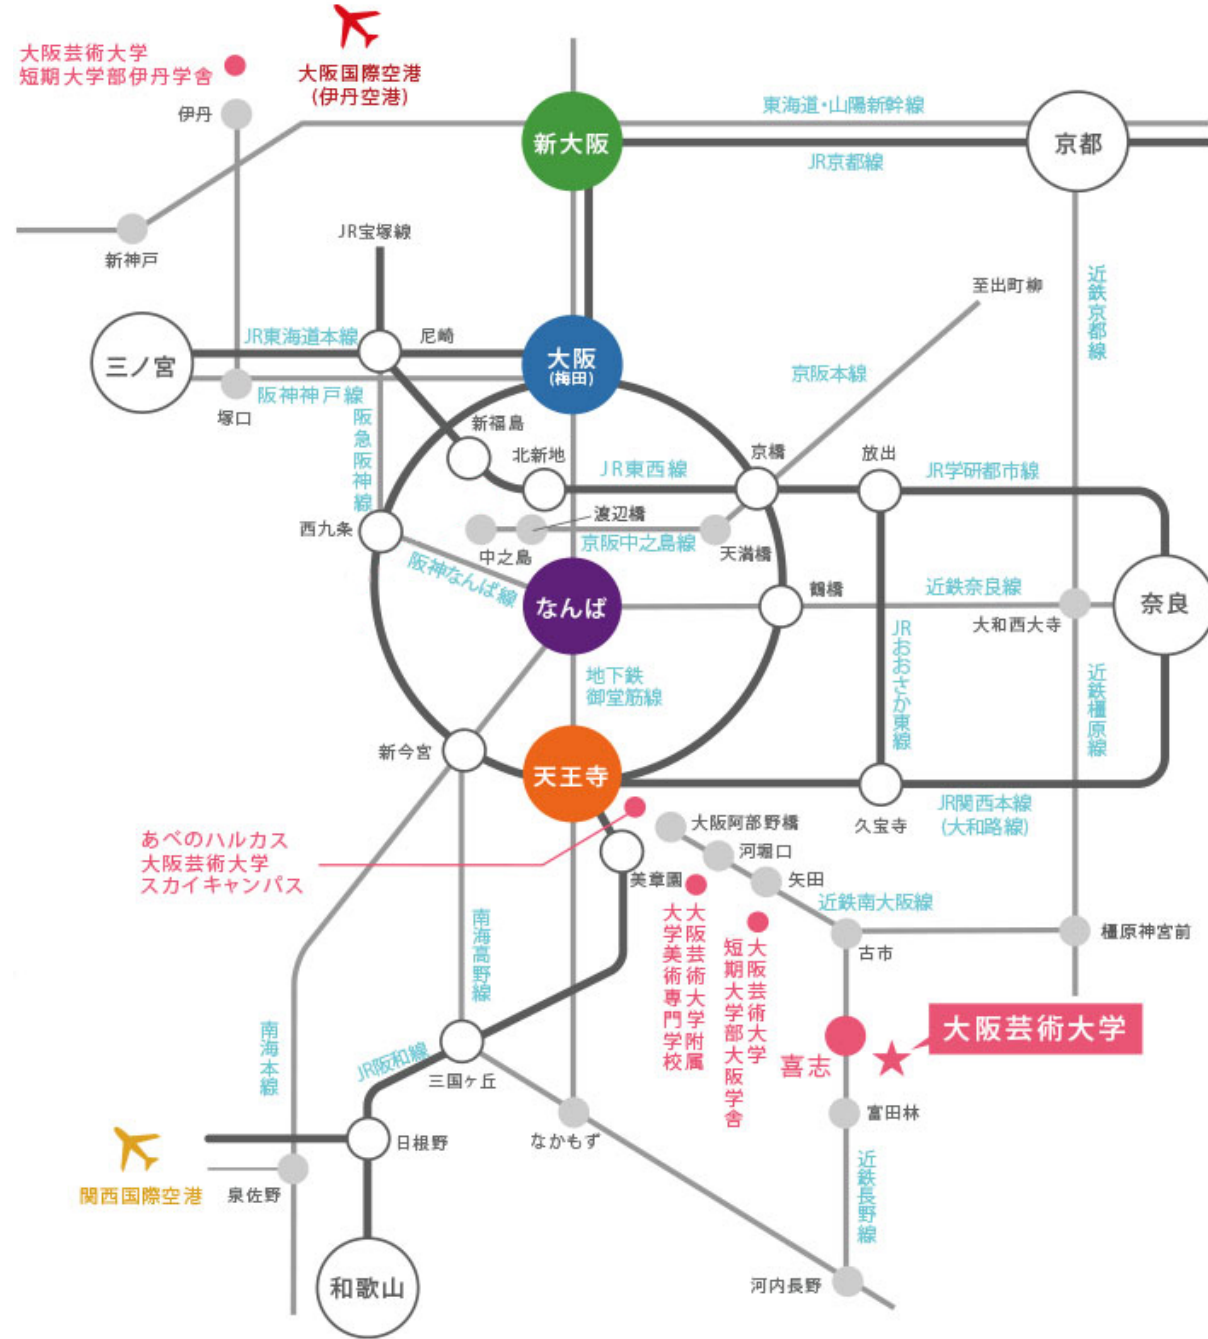 大阪芸術大学
短期大学部伊丹学舎
伊丹
大阪国際空港
(伊丹空港)
新大阪
東海道・山陽新幹線
JR京都線
京都
新神戸
JR宝塚線
至出町柳
近鉄京都線
三ノ宮
JR東海道本線
尼崎
大阪
(梅田)
京阪本線
塚口
阪神神戸線
阪急阪神線
新福島
北新地
JR東西線
京橋
放出
JR学研都市線
西九条
渡辺橋
中之島
京阪中之島線
天満橋
阪神なんば線
なんば
鶴橋
近鉄奈良線
大和西大寺
奈良
JRおおさか東線
地下鉄
御堂筋線
近鉄橿原線
新今宮
天王寺
久宝寺
JR関西本線
(大和路線)
あべのハルカス
大阪芸術大学
スカイキャンパス
大阪阿部野橋
河堀口
矢田
美章園
近鉄南大阪線
古市
橿原神宮前
大阪芸術大学附属
大学美術専門学校
大阪芸術大学
短期大学部大阪学舎
南海高野線
大阪芸術大学
喜志
南海本線
JR阪和線
三国ヶ丘
富田林
なかもず
日根野
関西国際空港
泉佐野
近鉄長野線
和歌山
河内長野